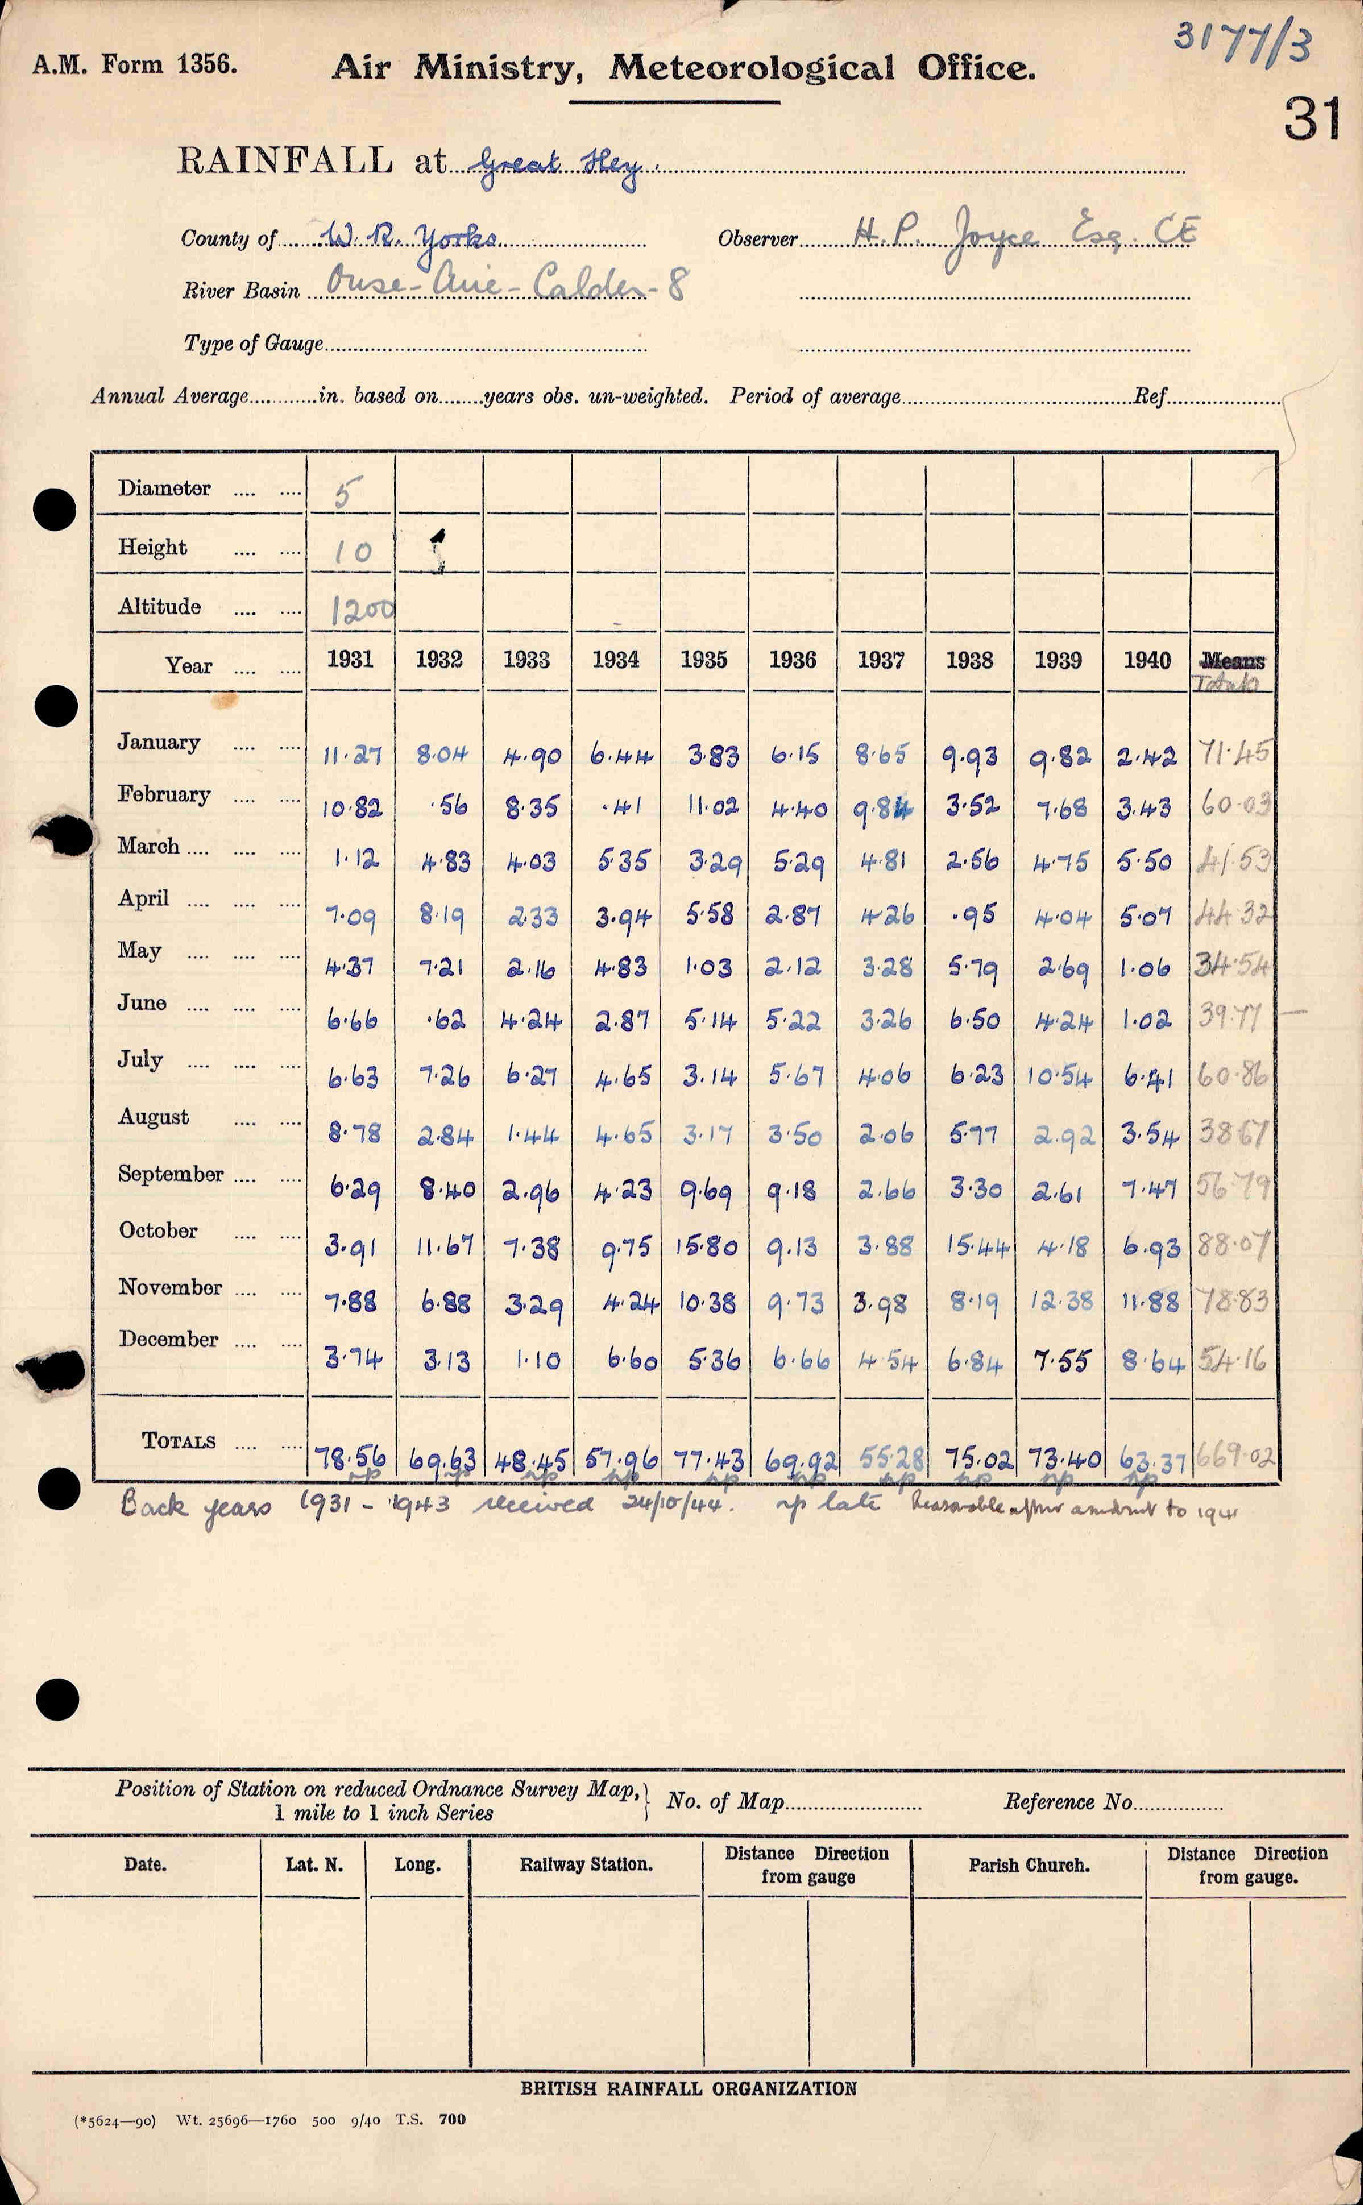 3177/3
A.M. Form 1356. Air Ministry, Meteorological Office.
31
RAINFALL at Great Hey.
County of W. R. Yorks. Observer H. P. Joyce Esq. CE
River Basin Ouse-Aire-Calder-8
Type of Gauge
Annual Average in. based on years obs. un-weighted. Period of average Ref
Diameter 5
Height 10
Altitude 1200
Year 1931 1932 1933 1934 1935 1936 1937 1938 1939 1940 Means Totals
January 11.27 8.04 4.90 6.44 3.83 6.15 8.65 9.93 9.82 2.42 71.45
February 10.82 .56 8.35 .41 11.02 4.40 9.84 3.52 7.68 3.43 60.03
March 1.12 4.83 4.03 5.35 3.29 5.29 4.81 2.56 4.75 5.50 41.53
April 7.09 8.19 2.33 3.94 5.58 2.87 4.26 .95 4.04 5.07 44.32
May 4.37 7.21 2.16 4.83 1.03 2.12 3.28 5.79 2.69 1.06 34.54
June 6.66 .62 4.24 2.87 5.14 5.22 3.26 6.50 4.24 1.02 39.77
July 6.63 7.26 6.27 4.65 3.14 5.67 4.06 6.23 10.54 6.41 60.86
August 8.78 2.84 1.44 4.65 3.17 3.50 2.06 5.77 2.92 3.54 38.67
September 6.29 8.40 2.96 4.23 9.69 9.18 2.66 3.30 2.61 7.47 56.79
October 3.91 11.67 7.38 9.75 15.80 9.13 3.88 15.44 4.18 6.93 88.07
November 7.88 6.88 3.29 4.24 10.38 9.73 3.98 8.19 12.38 11.88 78.83
December 3.74 3.13 1.10 6.60 5.36 6.66 4.54 6.84 7.55 8.64 54.16
TOTALS 78.56 69.63 48.45 57.96 77.43 69.92 55.28 75.02 73.40 63.37 669.02
np np np np np np np np np np
Back years 1931 - 1943 received 24/10/44. np late Reasonable after to 1941
Position of Station on reduced Ordnance Survey Map, No. of Map Reference No.
1 mile to 1 inch Series
Date. Lat. N. Long. Railway Station. Distance Direction from gauge Parish Church. Distance Direction from gauge.
BRITISH RAINFALL ORGANIZATION
(*5624—90) Wt. 25696—1760 500 9/40 T.S. 700